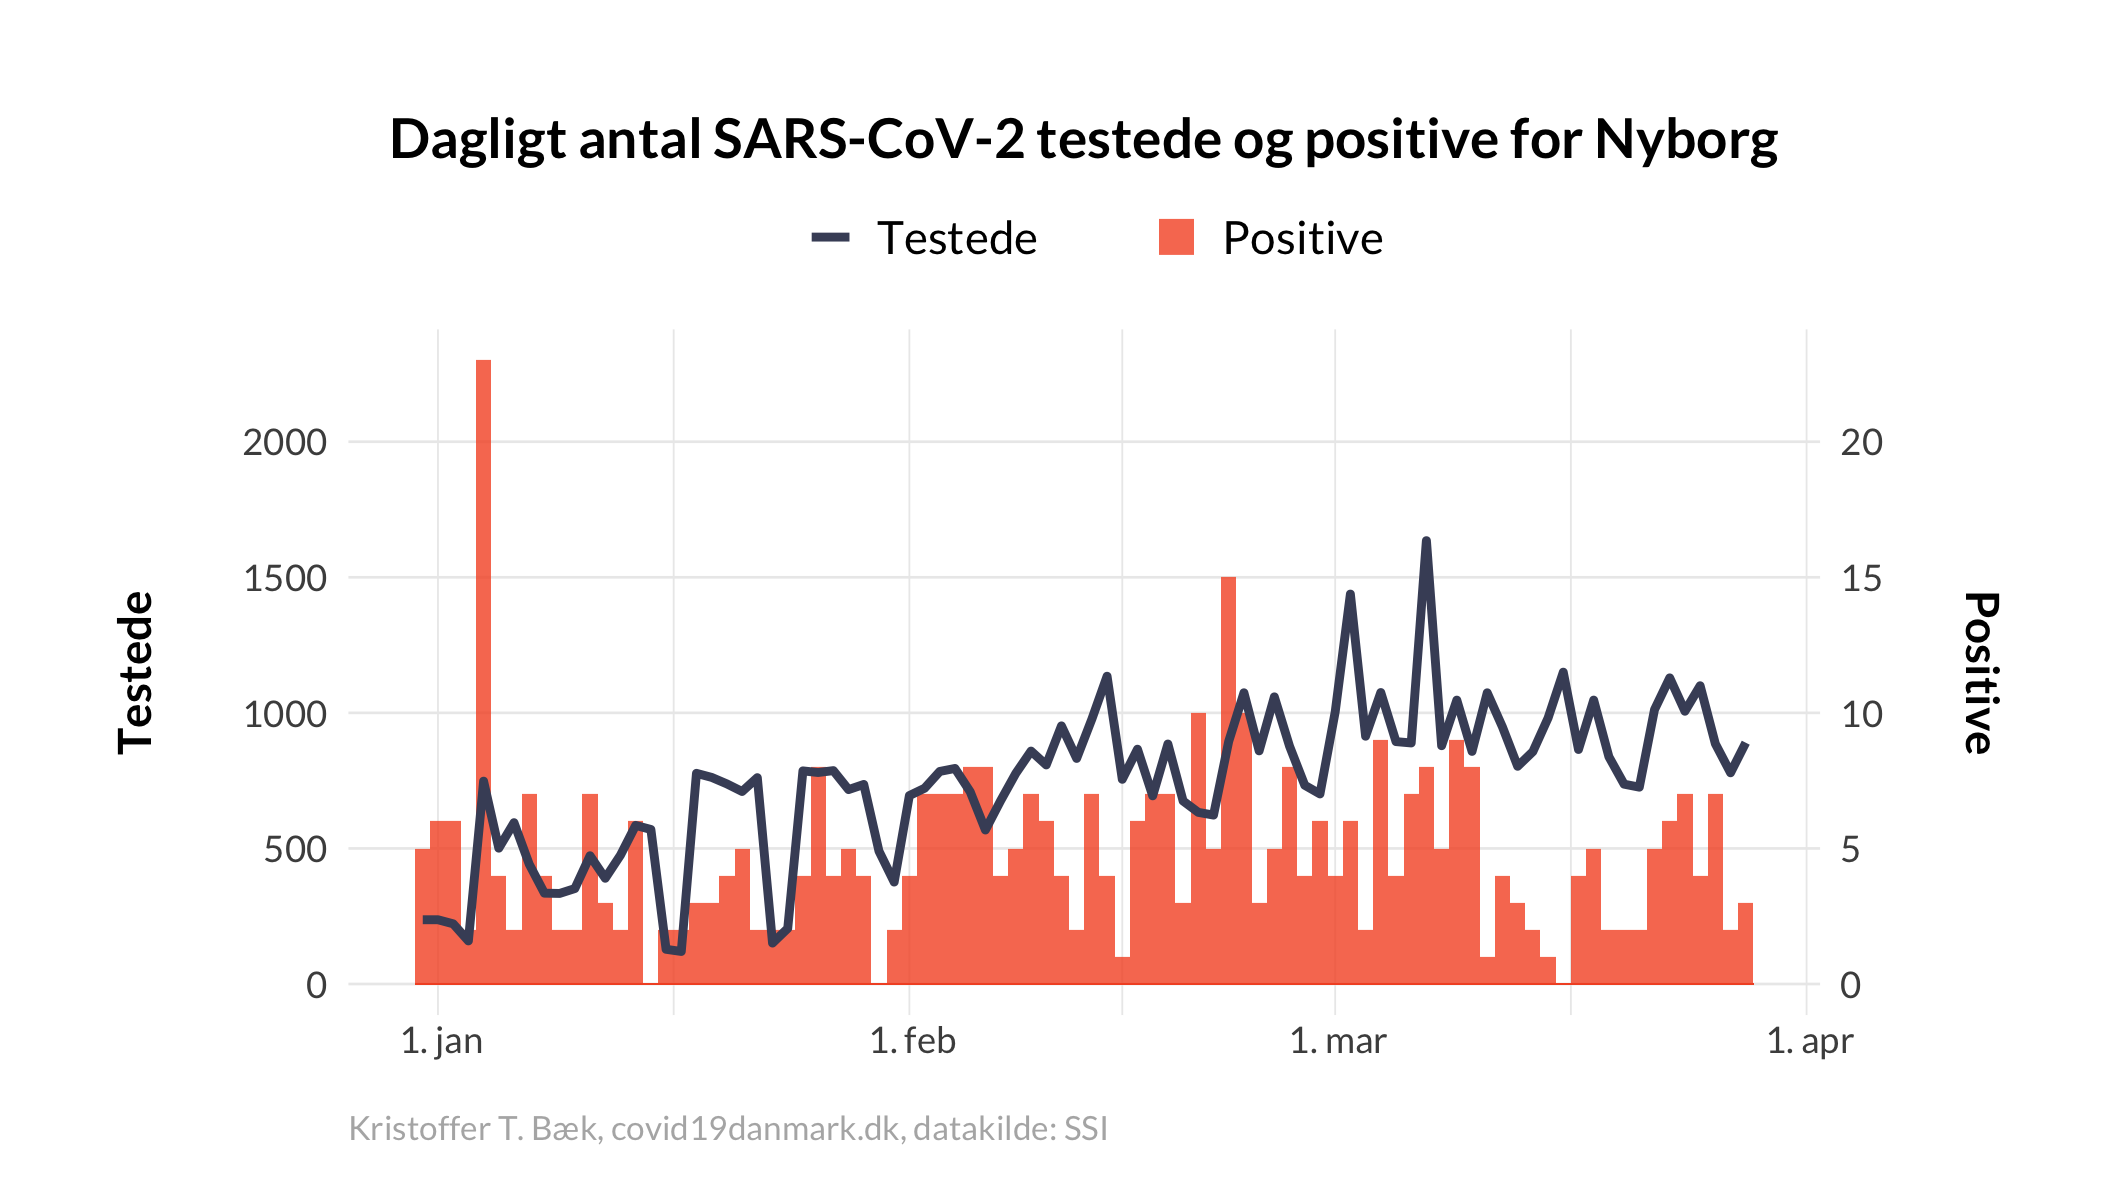 Dagligt antal SARS-CoV-2 testede og positive for Nyborg
Testede
Positive
2000
1500
1000
500
0
Testede
20
15
10
5
0
Positive
1. jan
1. feb
1. mar
1. apr
Kristoffer T. Bæk, covid19danmark.dk, datakilde: SSI